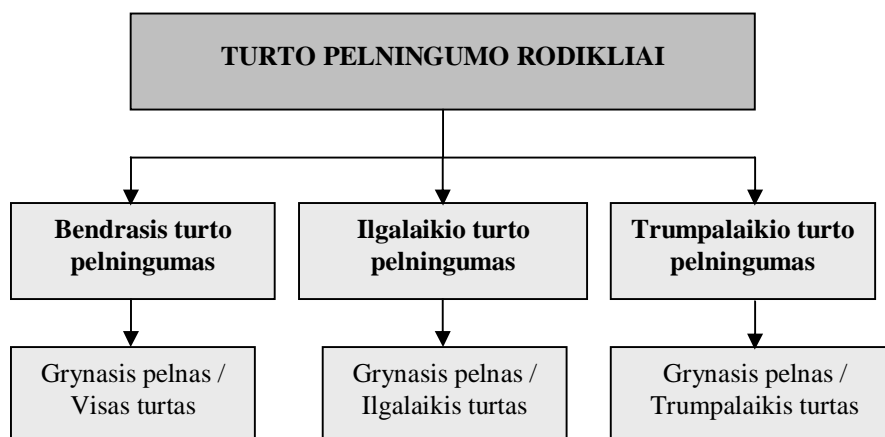 TURTO PELNINGUMO RODIKLIAI
Bendrasis turto
pelningumas
Ilgalaikio turto
pelningumas
Trumpalaikio turto
pelningumas
Grynasis pelnas /
Visas turtas
Grynasis pelnas /
Ilgalaikis turtas
Grynasis pelnas /
Trumpalaikis turtas